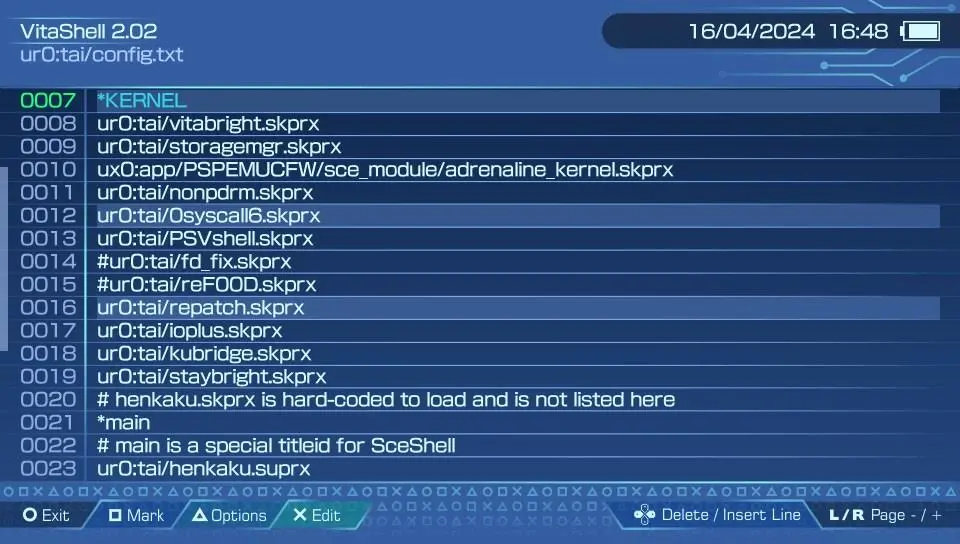 VitaShell 2.02
16/04/2024 16:48
ur0:tai/config.txt
0007 *KERNEL
0008 ur0:tai/vitabright.skprx
0009 ur0:tai/storagemgr.skprx
0010 ux0:app/PSPEMUCFW/sce_module/adrenaline_kernel.skprx
0011 ur0:tai/nonpdrm.skprx
0012 ur0:tai/0syscall6.skprx
0013 ur0:tai/PSVshell.skprx
0014 #ur0:tai/fd_fix.skprx
0015 #ur0:tai/reF00D.skprx
0016 ur0:tai/repatch.skprx
0017 ur0:tai/ioplus.skprx
0018 ur0:tai/kubridge.skprx
0019 ur0:tai/staybright.skprx
0020 # henkaku.skprx is hard-coded to load and is not listed here
0021 *main
0022 # main is a special titleid for SceShell
0023 ur0:tai/henkaku.suprx
Exit Mark Options Edit Delete / Insert Line L/R Page - / +